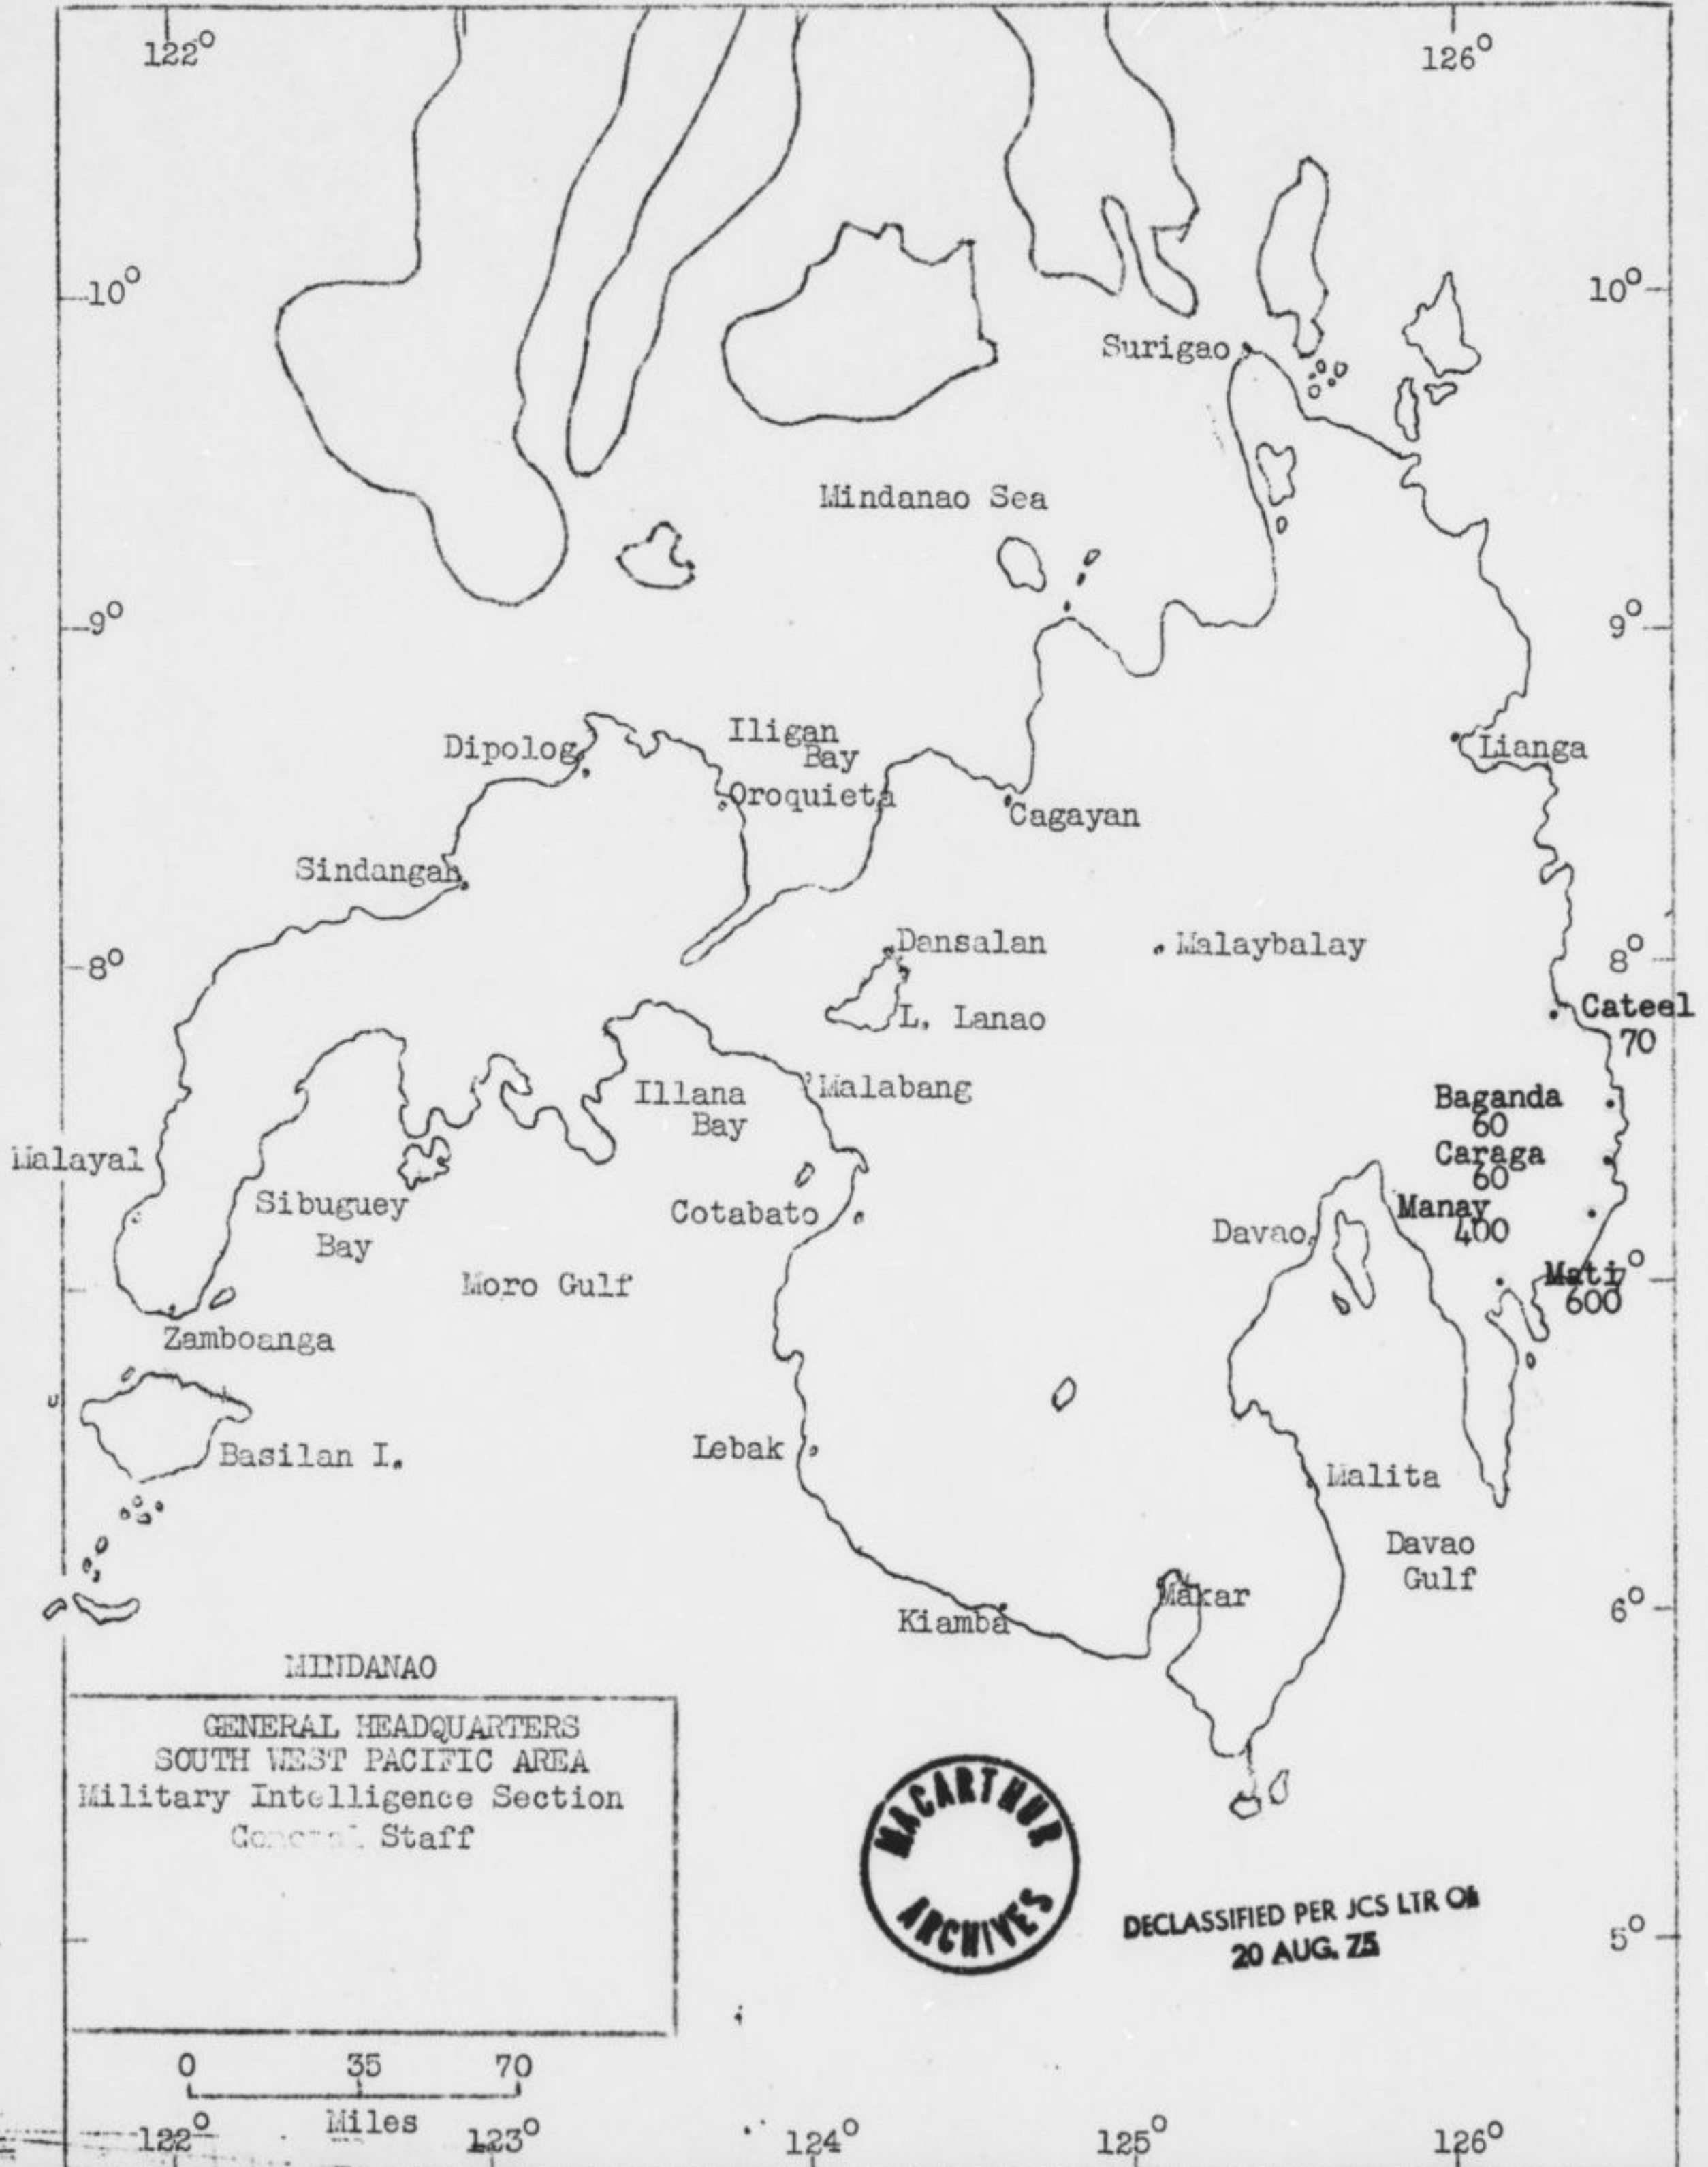 122° 126°
10° 10°
Surigao
Mindanao Sea
9° 9°
Iligan
Bay
Dipolog
Lianga
Oroquieta
Cagayan
Sindangan
Dansalan
Malaybalay
8° 8°
Cateel
70
L. Lanao
Malabang
Illana
Bay
Baganda
60
Malayal
Caraga
60
Sibuguey
Bay
Cotabato
Manay
400
Davao
Moro Gulf
Mati 7°
600
Zamboanga
Basilan I.
Lebak
Malita
Davao
Gulf
Makar
Kiamba
6°
MINDANAO
GENERAL HEADQUARTERS
SOUTH WEST PACIFIC AREA
Military Intelligence Section
General Staff
MACARTHUR
ARCHIVES
DECLASSIFIED PER JCS LTR OF
20 AUG. 75
5°
0 35 70
Miles
122° 123° 124° 125° 126°